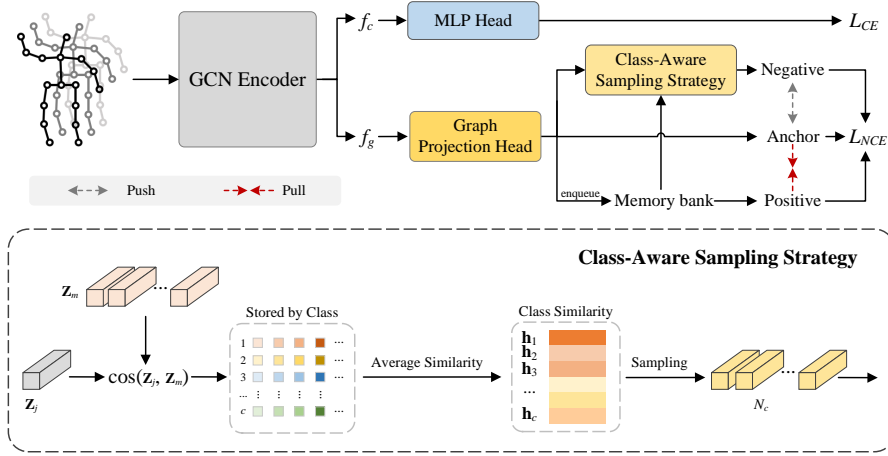 GCN Encoder
f_c
MLP Head
L_CE
Class-Aware
Sampling Strategy
Negative
f_g
Graph
Projection Head
Anchor
L_NCE
enqueue
Memory bank
Positive
Push
Pull
Class-Aware Sampling Strategy
z_m
...
Stored by Class
1
...
2
...
3
...
...
c
...
z_j
cos(z_j, z_m)
Average Similarity
Class Similarity
h_1
h_2
h_3
...
h_c
Sampling
...
N_c